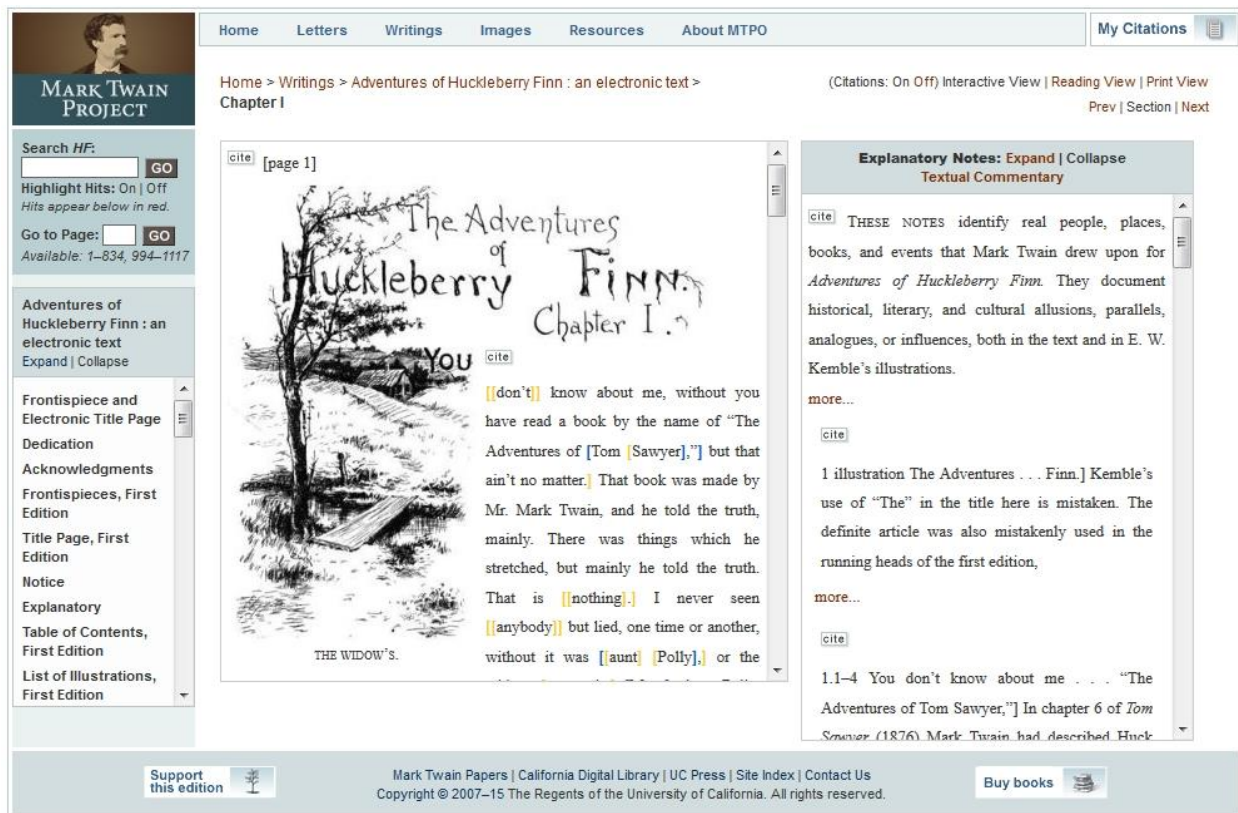 Home Letters Writings Images Resources About MTPO
My Citations
MARK TWAIN
PROJECT
Search HF:
GO
Highlight Hits: On | Off
Hits appear below in red.
Go to Page: GO
Available: 1–834, 994–1117
Adventures of
Huckleberry Finn : an
electronic text
Expand | Collapse
Frontispiece and
Electronic Title Page
Dedication
Acknowledgments
Frontispieces, First
Edition
Title Page, First
Edition
Notice
Explanatory
Table of Contents,
First Edition
List of Illustrations,
First Edition
Home > Writings > Adventures of Huckleberry Finn : an electronic text >
Chapter I
(Citations: On Off) Interactive View | Reading View | Print View
Prev | Section | Next
cite [page 1]
The Adventures
of
Huckleberry Finn.
Chapter I.
You cite
[[don't]] know about me, without you
have read a book by the name of “The
Adventures of [Tom [Sawyer],”] but that
ain't no matter.] That book was made by
Mr. Mark Twain, and he told the truth,
mainly. There was things which he
stretched, but mainly he told the truth.
That is [[nothing].] I never seen
[[anybody]] but lied, one time or another,
without it was [[aunt] [Polly],] or the
THE WIDOW'S.
Explanatory Notes: Expand | Collapse
Textual Commentary
cite THESE NOTES identify real people, places,
books, and events that Mark Twain drew upon for
Adventures of Huckleberry Finn. They document
historical, literary, and cultural allusions, parallels,
analogues, or influences, both in the text and in E. W.
Kemble's illustrations.
more...
cite
1 illustration The Adventures . . . Finn.] Kemble's
use of “The” in the title here is mistaken. The
definite article was also mistakenly used in the
running heads of the first edition,
more...
cite
1.1–4 You don't know about me . . . “The
Adventures of Tom Sawyer,”] In chapter 6 of Tom
Sawyer (1876) Mark Twain had described Huck
Support
this edition
Mark Twain Papers | California Digital Library | UC Press | Site Index | Contact Us
Copyright © 2007–15 The Regents of the University of California. All rights reserved.
Buy books